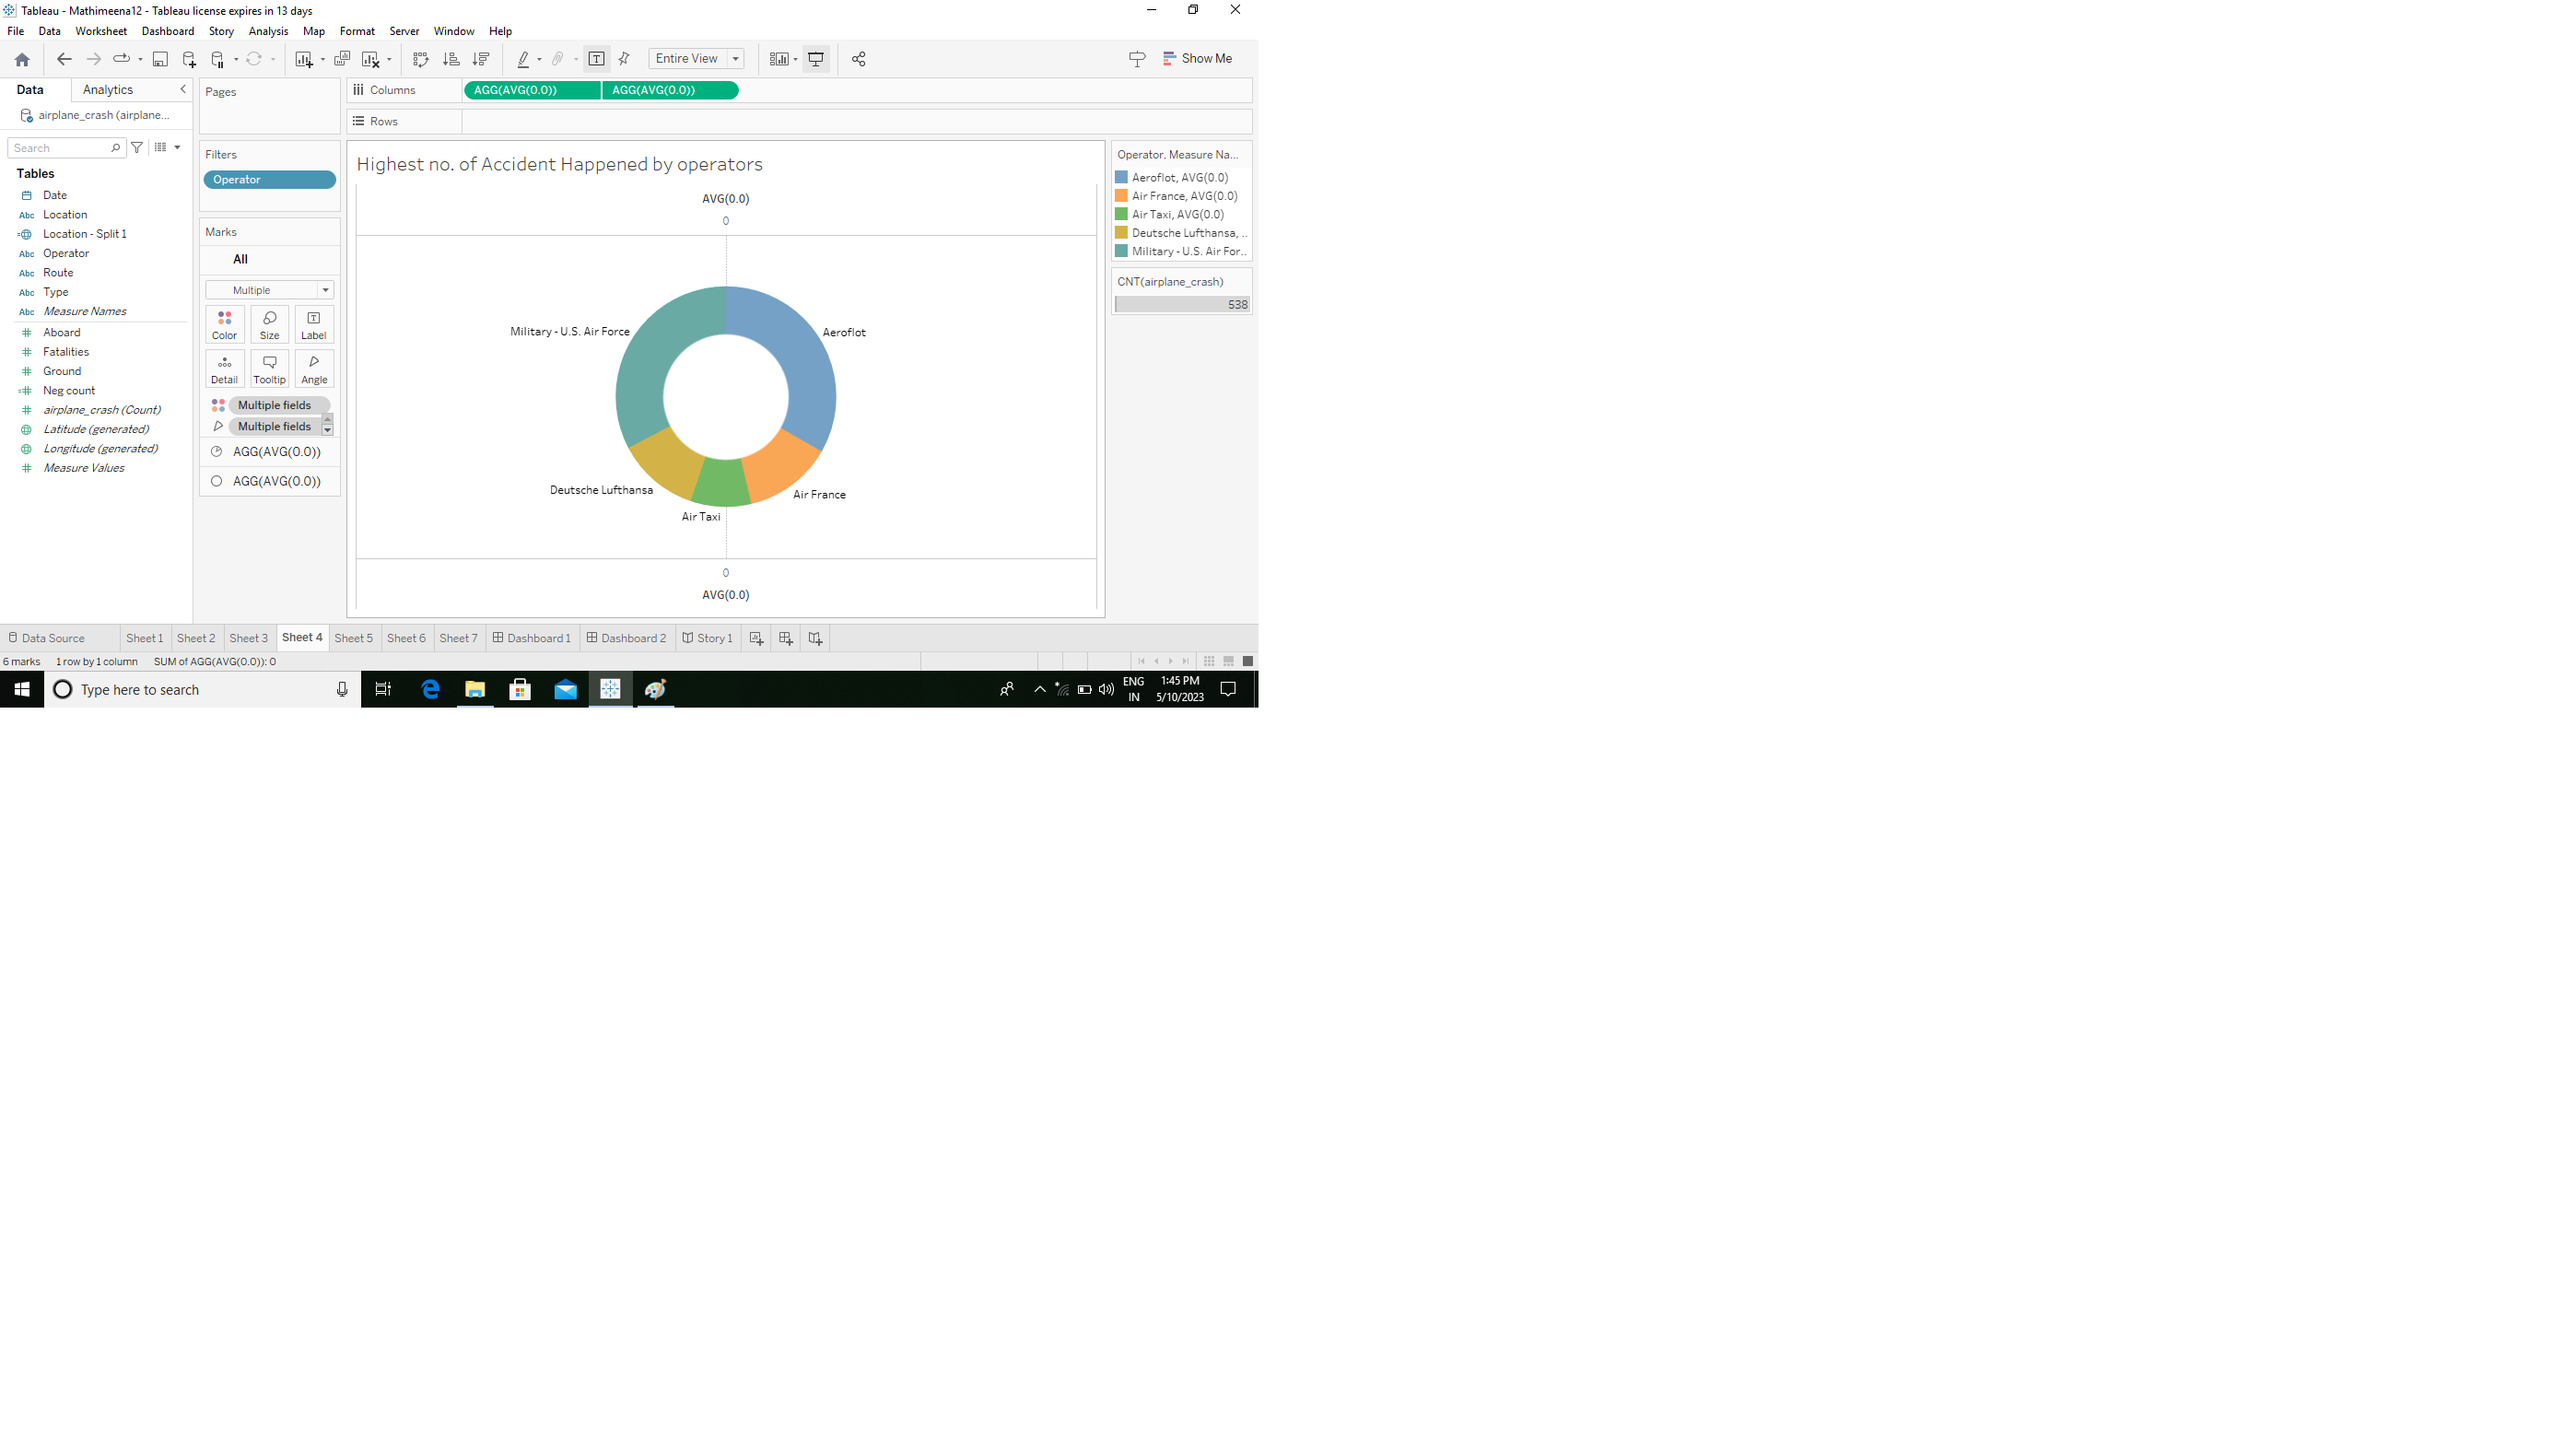 Tableau - Mathimeena12 - Tableau license expires in 13 days
File Data Worksheet Dashboard Story Analysis Map Format Server Window Help
Entire View
Show Me
Data Analytics
airplane_crash (airplane...
Search
Tables
Date
Abc Location
Location - Split 1
Abc Operator
Abc Route
Abc Type
Abc Measure Names
Aboard
Fatalities
Ground
Neg count
airplane_crash (Count)
Latitude (generated)
Longitude (generated)
Measure Values
Pages
Filters
Operator
Marks
All
Multiple
Color Size Label
Detail Tooltip Angle
Multiple fields
Multiple fields
AGG(AVG(0.0))
AGG(AVG(0.0))
Columns AGG(AVG(0.0)) AGG(AVG(0.0))
Rows
Highest no. of Accident Happened by operators
AVG(0.0)
0
Military - U.S. Air Force
Aeroflot
Deutsche Lufthansa
Air France
Air Taxi
0
AVG(0.0)
Operator, Measure Na...
Aeroflot, AVG(0.0)
Air France, AVG(0.0)
Air Taxi, AVG(0.0)
Deutsche Lufthansa, ..
Military - U.S. Air For..
CNT(airplane_crash)
538
Data Source Sheet 1 Sheet 2 Sheet 3 Sheet 4 Sheet 5 Sheet 6 Sheet 7 Dashboard 1 Dashboard 2 Story 1
6 marks 1 row by 1 column SUM of AGG(AVG(0.0)): 0
Type here to search
ENG
IN
1:45 PM
5/10/2023